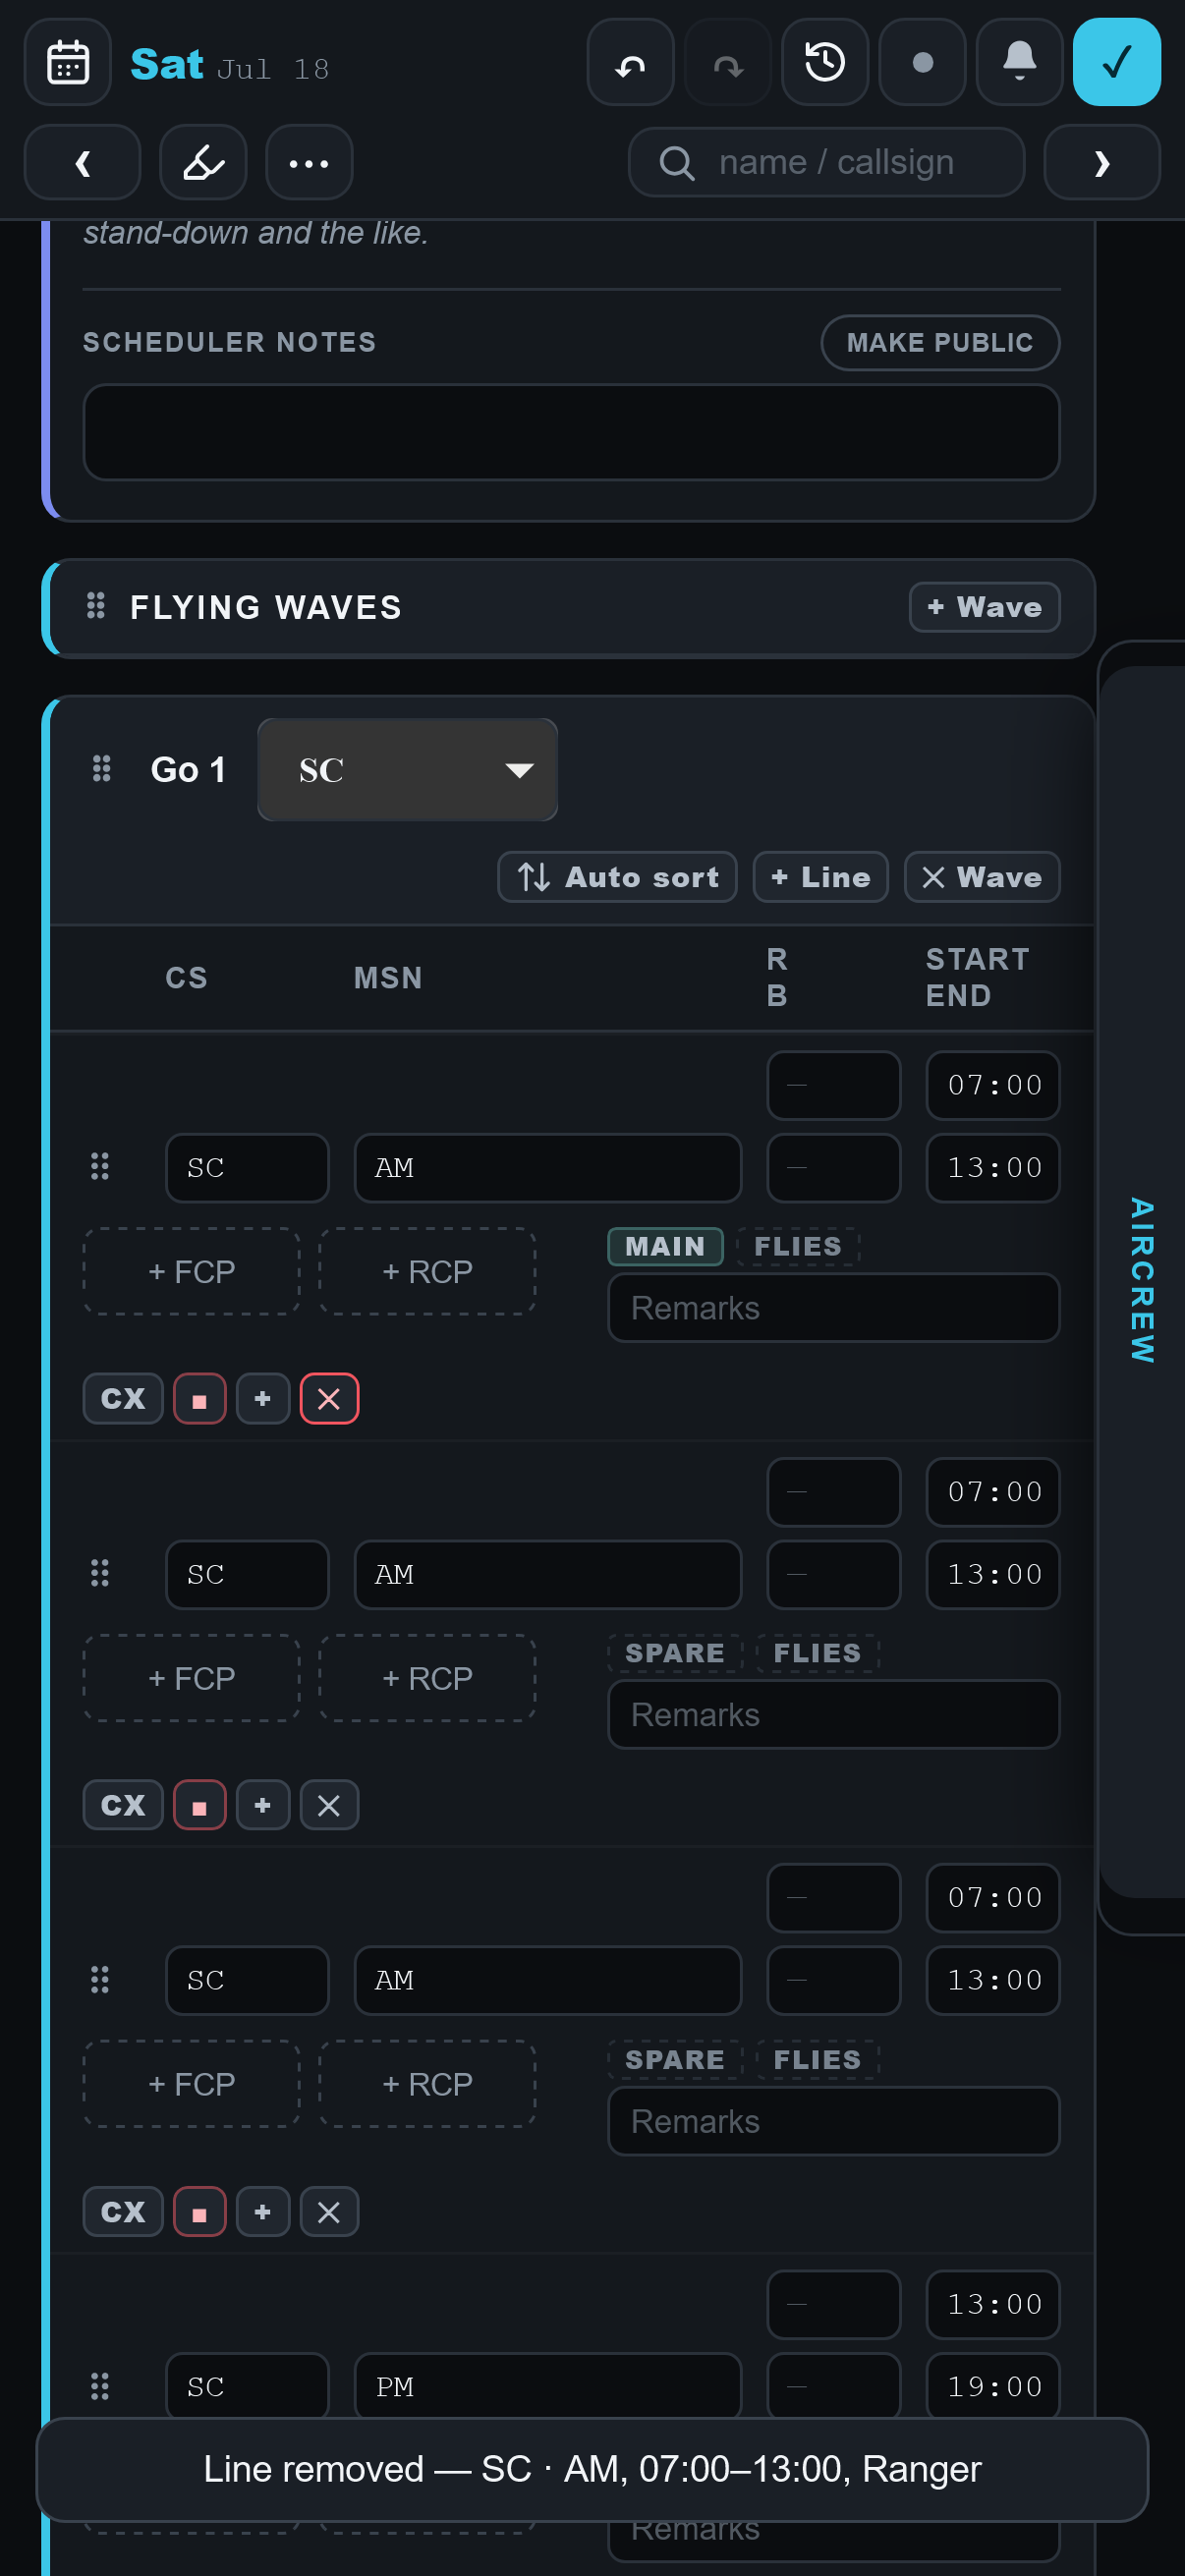 Sat Jul 18
name / callsign
stand-down and the like.
SCHEDULER NOTES
MAKE PUBLIC
FLYING WAVES
+ Wave
Go 1
SC
Auto sort
+ Line
Wave
CS MSN R B START END
— 07:00
SC AM — 13:00
+ FCP + RCP MAIN FLIES
Remarks
CX +
— 07:00
SC AM — 13:00
+ FCP + RCP SPARE FLIES
Remarks
CX +
— 07:00
SC AM — 13:00
+ FCP + RCP SPARE FLIES
Remarks
CX +
— 13:00
SC PM — 19:00
Line removed — SC · AM, 07:00–13:00, Ranger
Remarks
AIRCREW